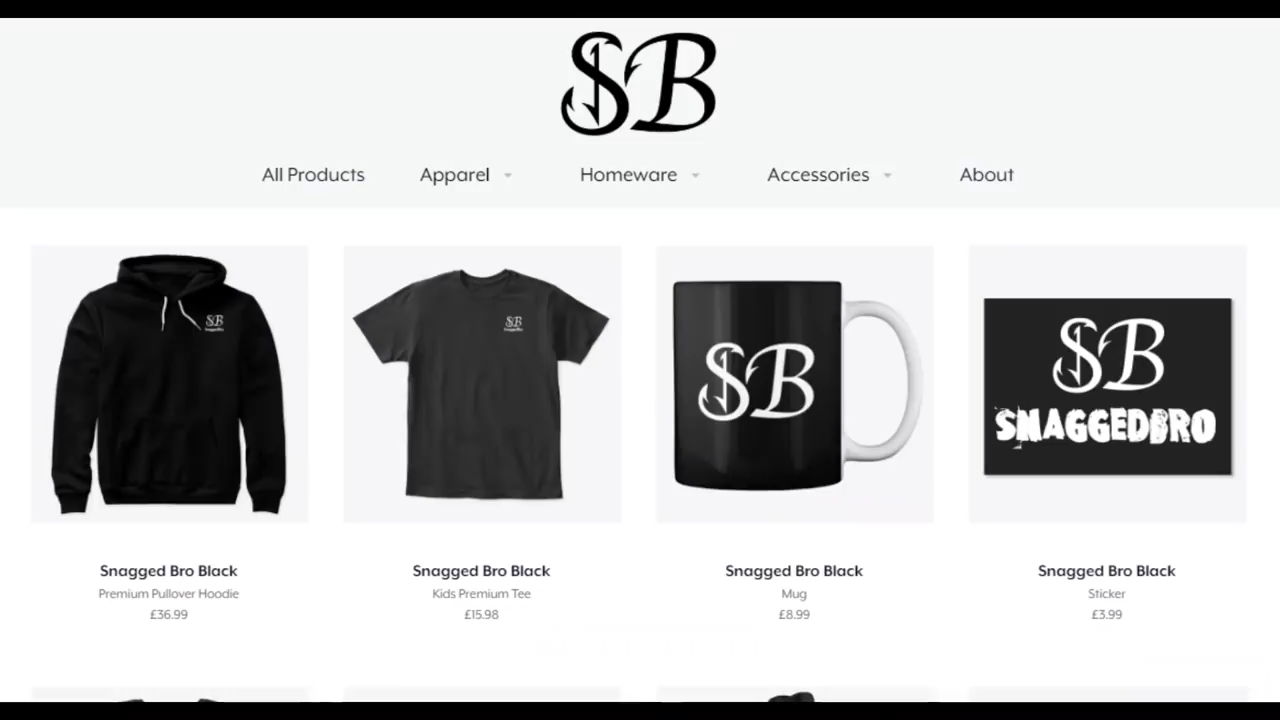 SB
All Products Apparel Homeware Accessories About
SB
SB
SB
SB
SNAGGEDBRO
Snagged Bro Black Snagged Bro Black Snagged Bro Black Snagged Bro Black
Premium Pullover Hoodie Kids Premium Tee Mug Sticker
£36.99 £15.98 £8.99 £3.99